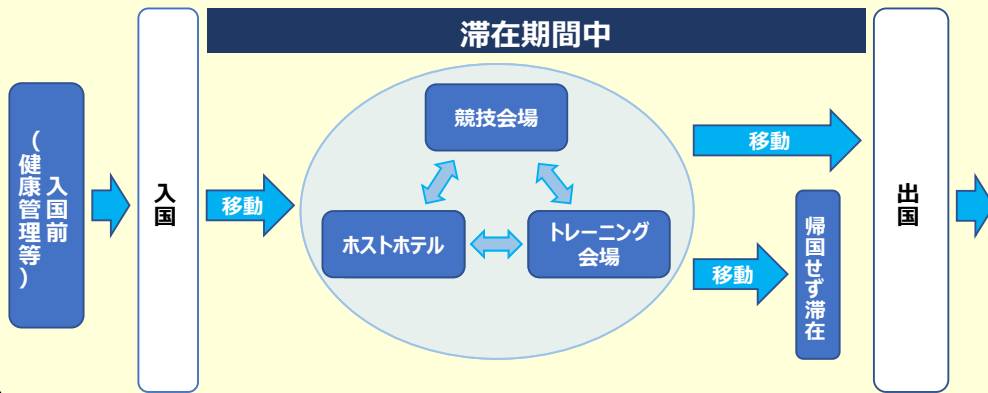 滞在期間中
入国前
（健康管理等）
入国
移動
競技会場
ホストホテル
トレーニング
会場
移動
移動
帰国せず滞在
出国